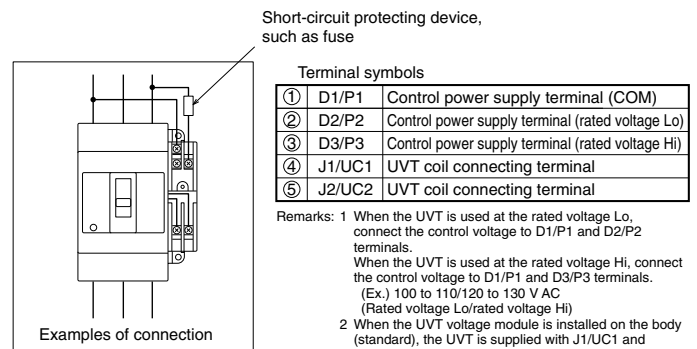 Short-circuit protecting device,
such as fuse
Examples of connection
Terminal symbols
① D1/P1 Control power supply terminal (COM)
② D2/P2 Control power supply terminal (rated voltage Lo)
③ D3/P3 Control power supply terminal (rated voltage Hi)
④ J1/UC1 UVT coil connecting terminal
⑤ J2/UC2 UVT coil connecting terminal
Remarks: 1 When the UVT is used at the rated voltage Lo,
connect the control voltage to D1/P1 and D2/P2
terminals.
When the UVT is used at the rated voltage Hi, connect
the control voltage to D1/P1 and D3/P3 terminals.
(Ex.) 100 to 110/120 to 130 V AC
(Rated voltage Lo/rated voltage Hi)
2 When the UVT voltage module is installed on the body
(standard), the UVT is supplied with J1/UC1 and